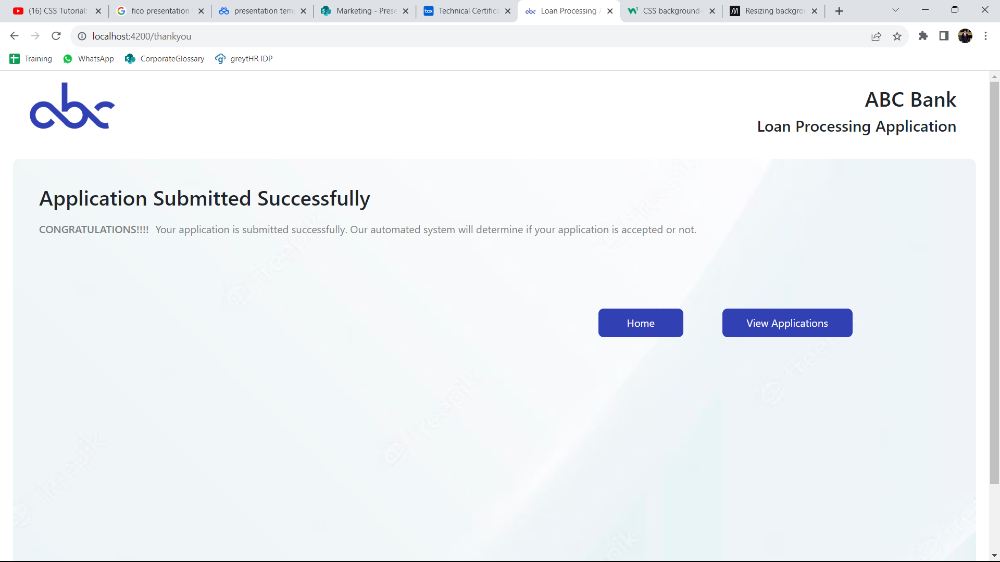 (16) CSS Tutorial:
fico presentation
presentation tem
Marketing - Prese
Technical Certifica
Loan Processing A
CSS background-
Resizing backgrou
localhost:4200/thankyou
Training
WhatsApp
CorporateGlossary
greytHR IDP
abc
ABC Bank
Loan Processing Application
Application Submitted Successfully
CONGRATULATIONS!!!! Your application is submitted successfully. Our automated system will determine if your application is accepted or not.
Home
View Applications
freepik